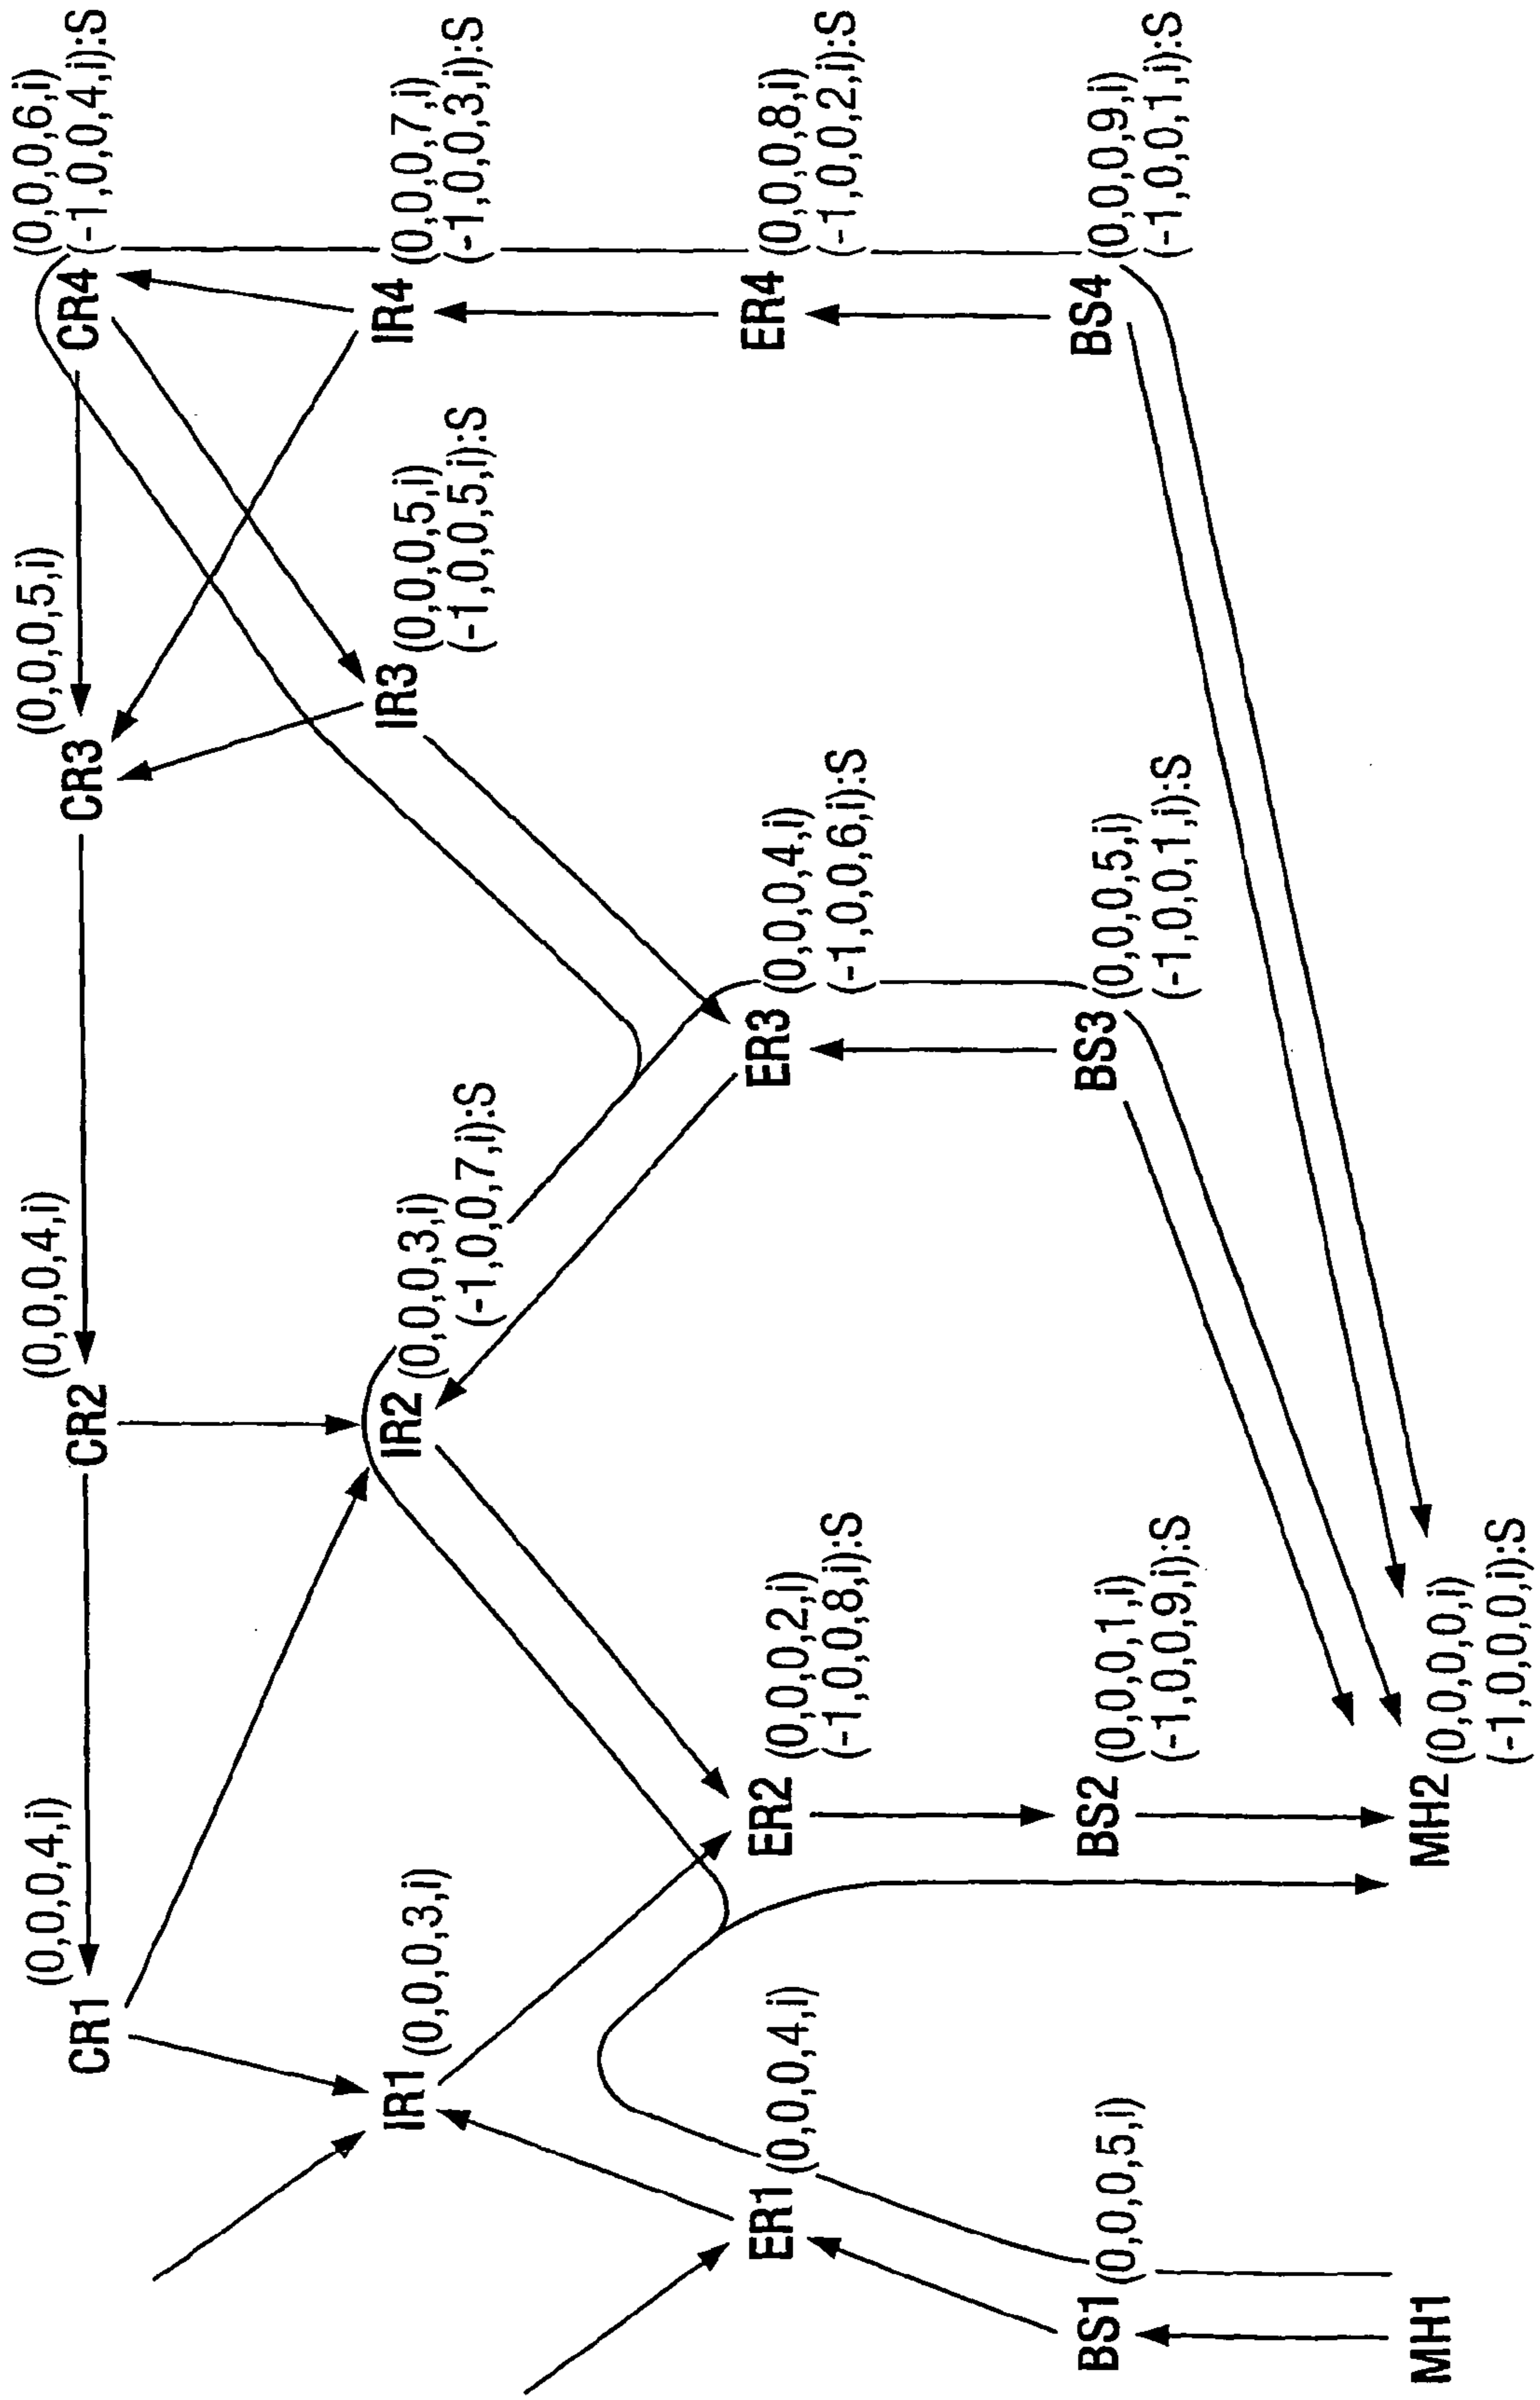 CR1
(0,0,0,4,i)
CR2
(0,0,0,4,i)
CR3
(0,0,0,5,i)
CR4
(0,0,0,6,i)
(-1,0,0,4,i):S
IR1
(0,0,0,3,i)
IR2
(0,0,0,3,i)
(-1,0,0,7,i):S
IR3
(0,0,0,5,i)
(-1,0,0,5,i):S
IR4
(0,0,0,7,i)
(-1,0,0,3,i):S
ER1
(0,0,0,4,i)
ER2
(0,0,0,2,i)
(-1,0,0,8,i):S
ER3
(0,0,0,4,i)
(-1,0,0,6,i):S
ER4
(0,0,0,8,i)
(-1,0,0,2,i):S
BS1
(0,0,0,5,i)
BS2
(0,0,0,1,i)
(-1,0,0,9,i):S
BS3
(0,0,0,5,i)
(-1,0,0,1,i):S
BS4
(0,0,0,9,i)
(-1,0,0,1,i):S
MH1
MH2
(0,0,0,0,i)
(-1,0,0,0,i):S